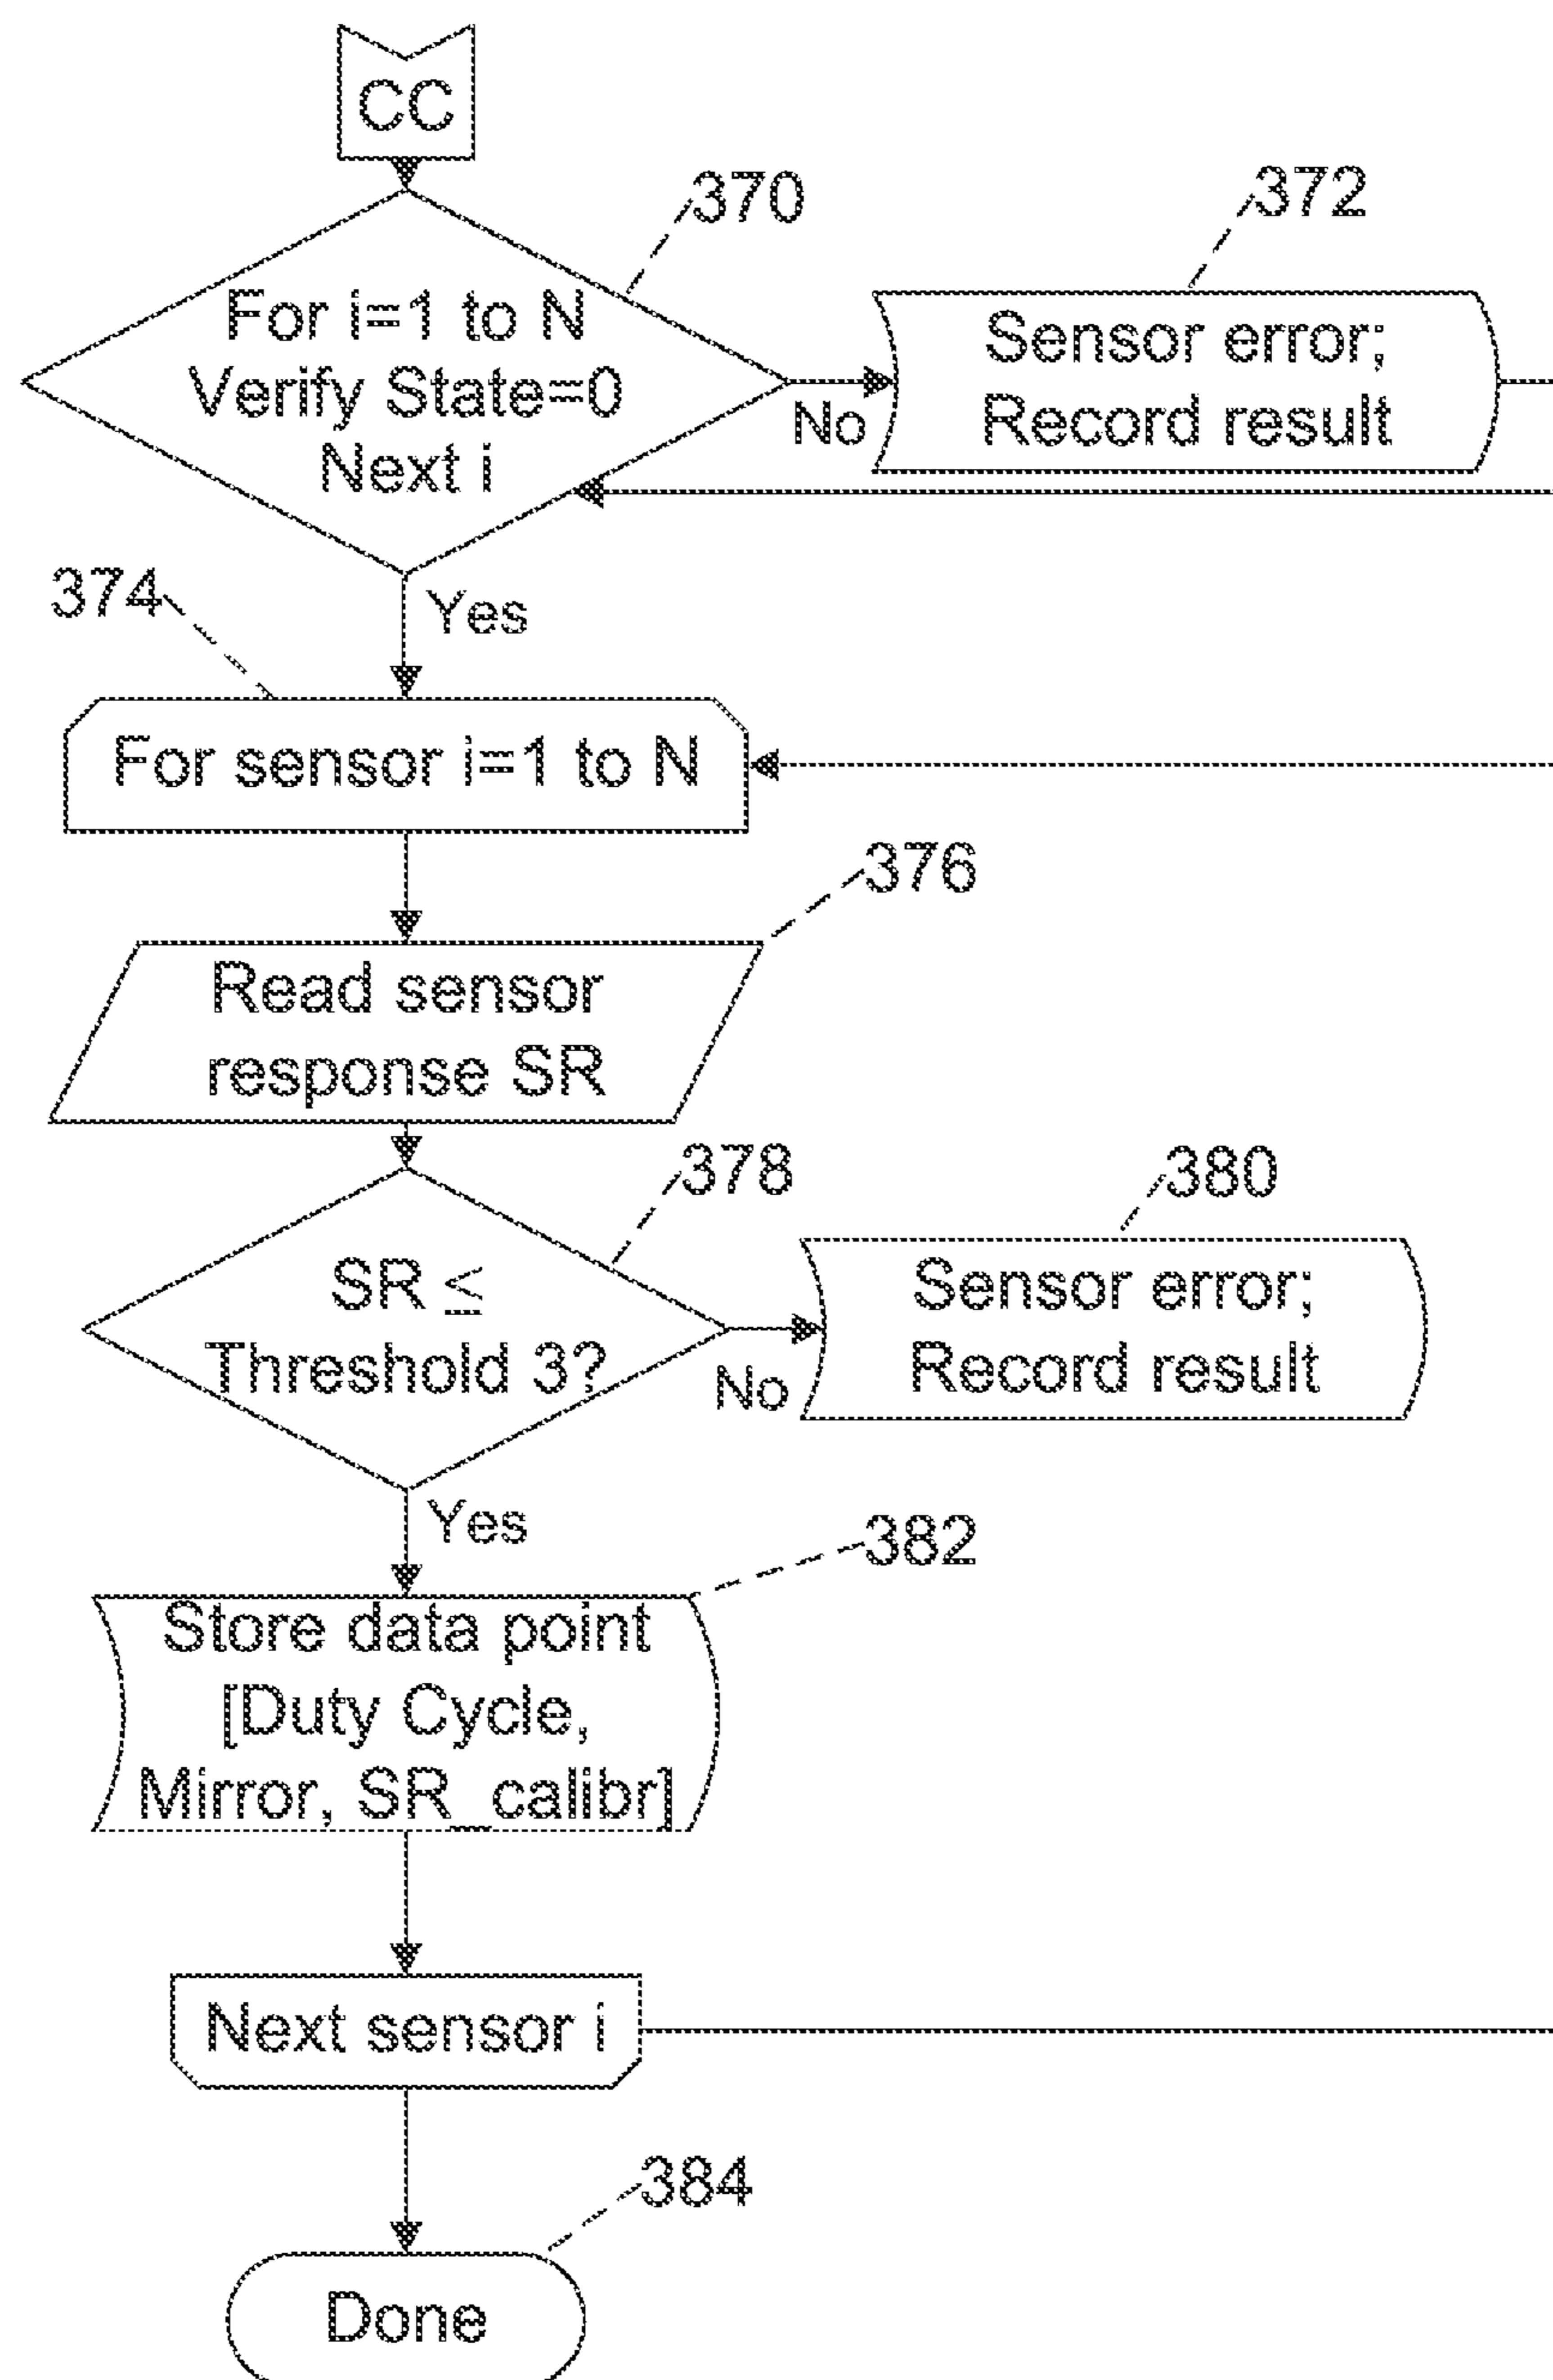 CC
370
372
For i=1 to N
Verify State=0
Next i
No
Sensor error;
Record result
374
Yes
For sensor i=1 to N
376
Read sensor
response SR
378
380
SR ≤
Threshold 3?
No
Sensor error;
Record result
Yes
382
Store data point
[Duty Cycle,
Mirror, SR_calibr]
Next sensor i
384
Done